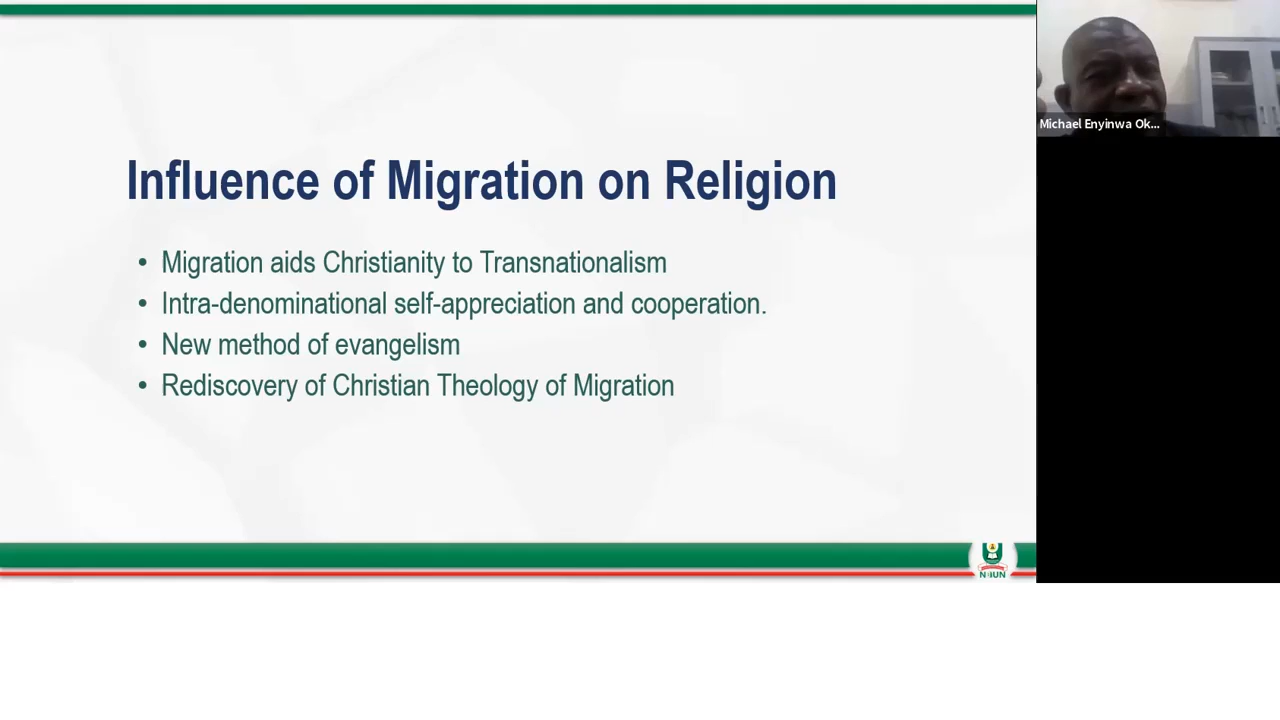 Influence of Migration on Religion
• Migration aids Christianity to Transnationalism
• Intra-denominational self-appreciation and cooperation.
• New method of evangelism
• Rediscovery of Christian Theology of Migration
Michael Enyinwa Ok...
NOUN